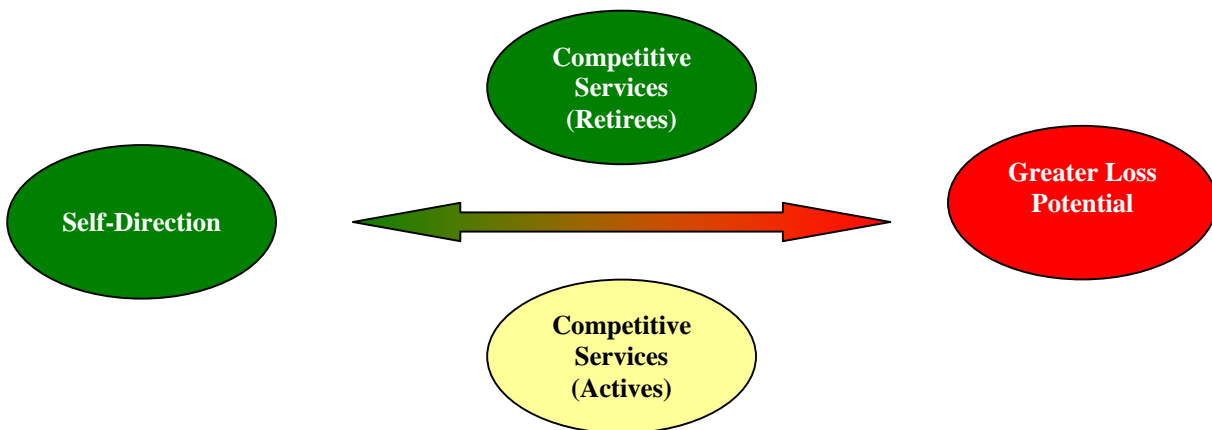 Competitive
Services
(Retirees)
Self-Direction
Greater Loss
Potential
Competitive
Services
(Actives)